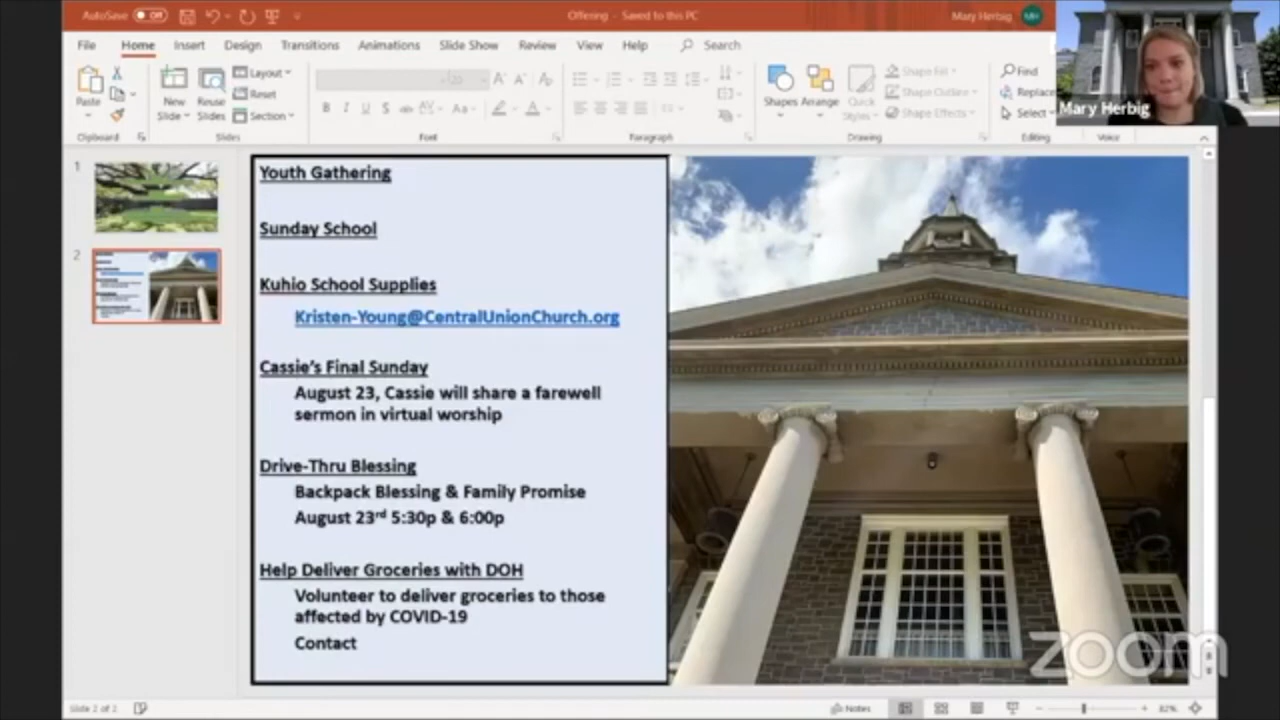 AutoSave Off
Offering - Saved to this PC
Mary Herbig
MH
File Home Insert Design Transitions Animations Slide Show Review View Help Search
Paste
New Slide
Reuse Slides
Layout
Reset
Section
Shapes Arrange Quick Styles
Shape Fill
Shape Outline
Shape Effects
Find
Replace
Select
Clipboard Slides Font Paragraph Drawing Editing Voice
Mary Herbig
1
2
Youth Gathering
Sunday School
Kuhio School Supplies
Kristen-Young@CentralUnionChurch.org
Cassie's Final Sunday
August 23, Cassie will share a farewell
sermon in virtual worship
Drive-Thru Blessing
Backpack Blessing & Family Promise
August 23rd 5:30p & 6:00p
Help Deliver Groceries with DOH
Volunteer to deliver groceries to those
affected by COVID-19
Contact
zoom
Slide 2 of 2
Notes
82%